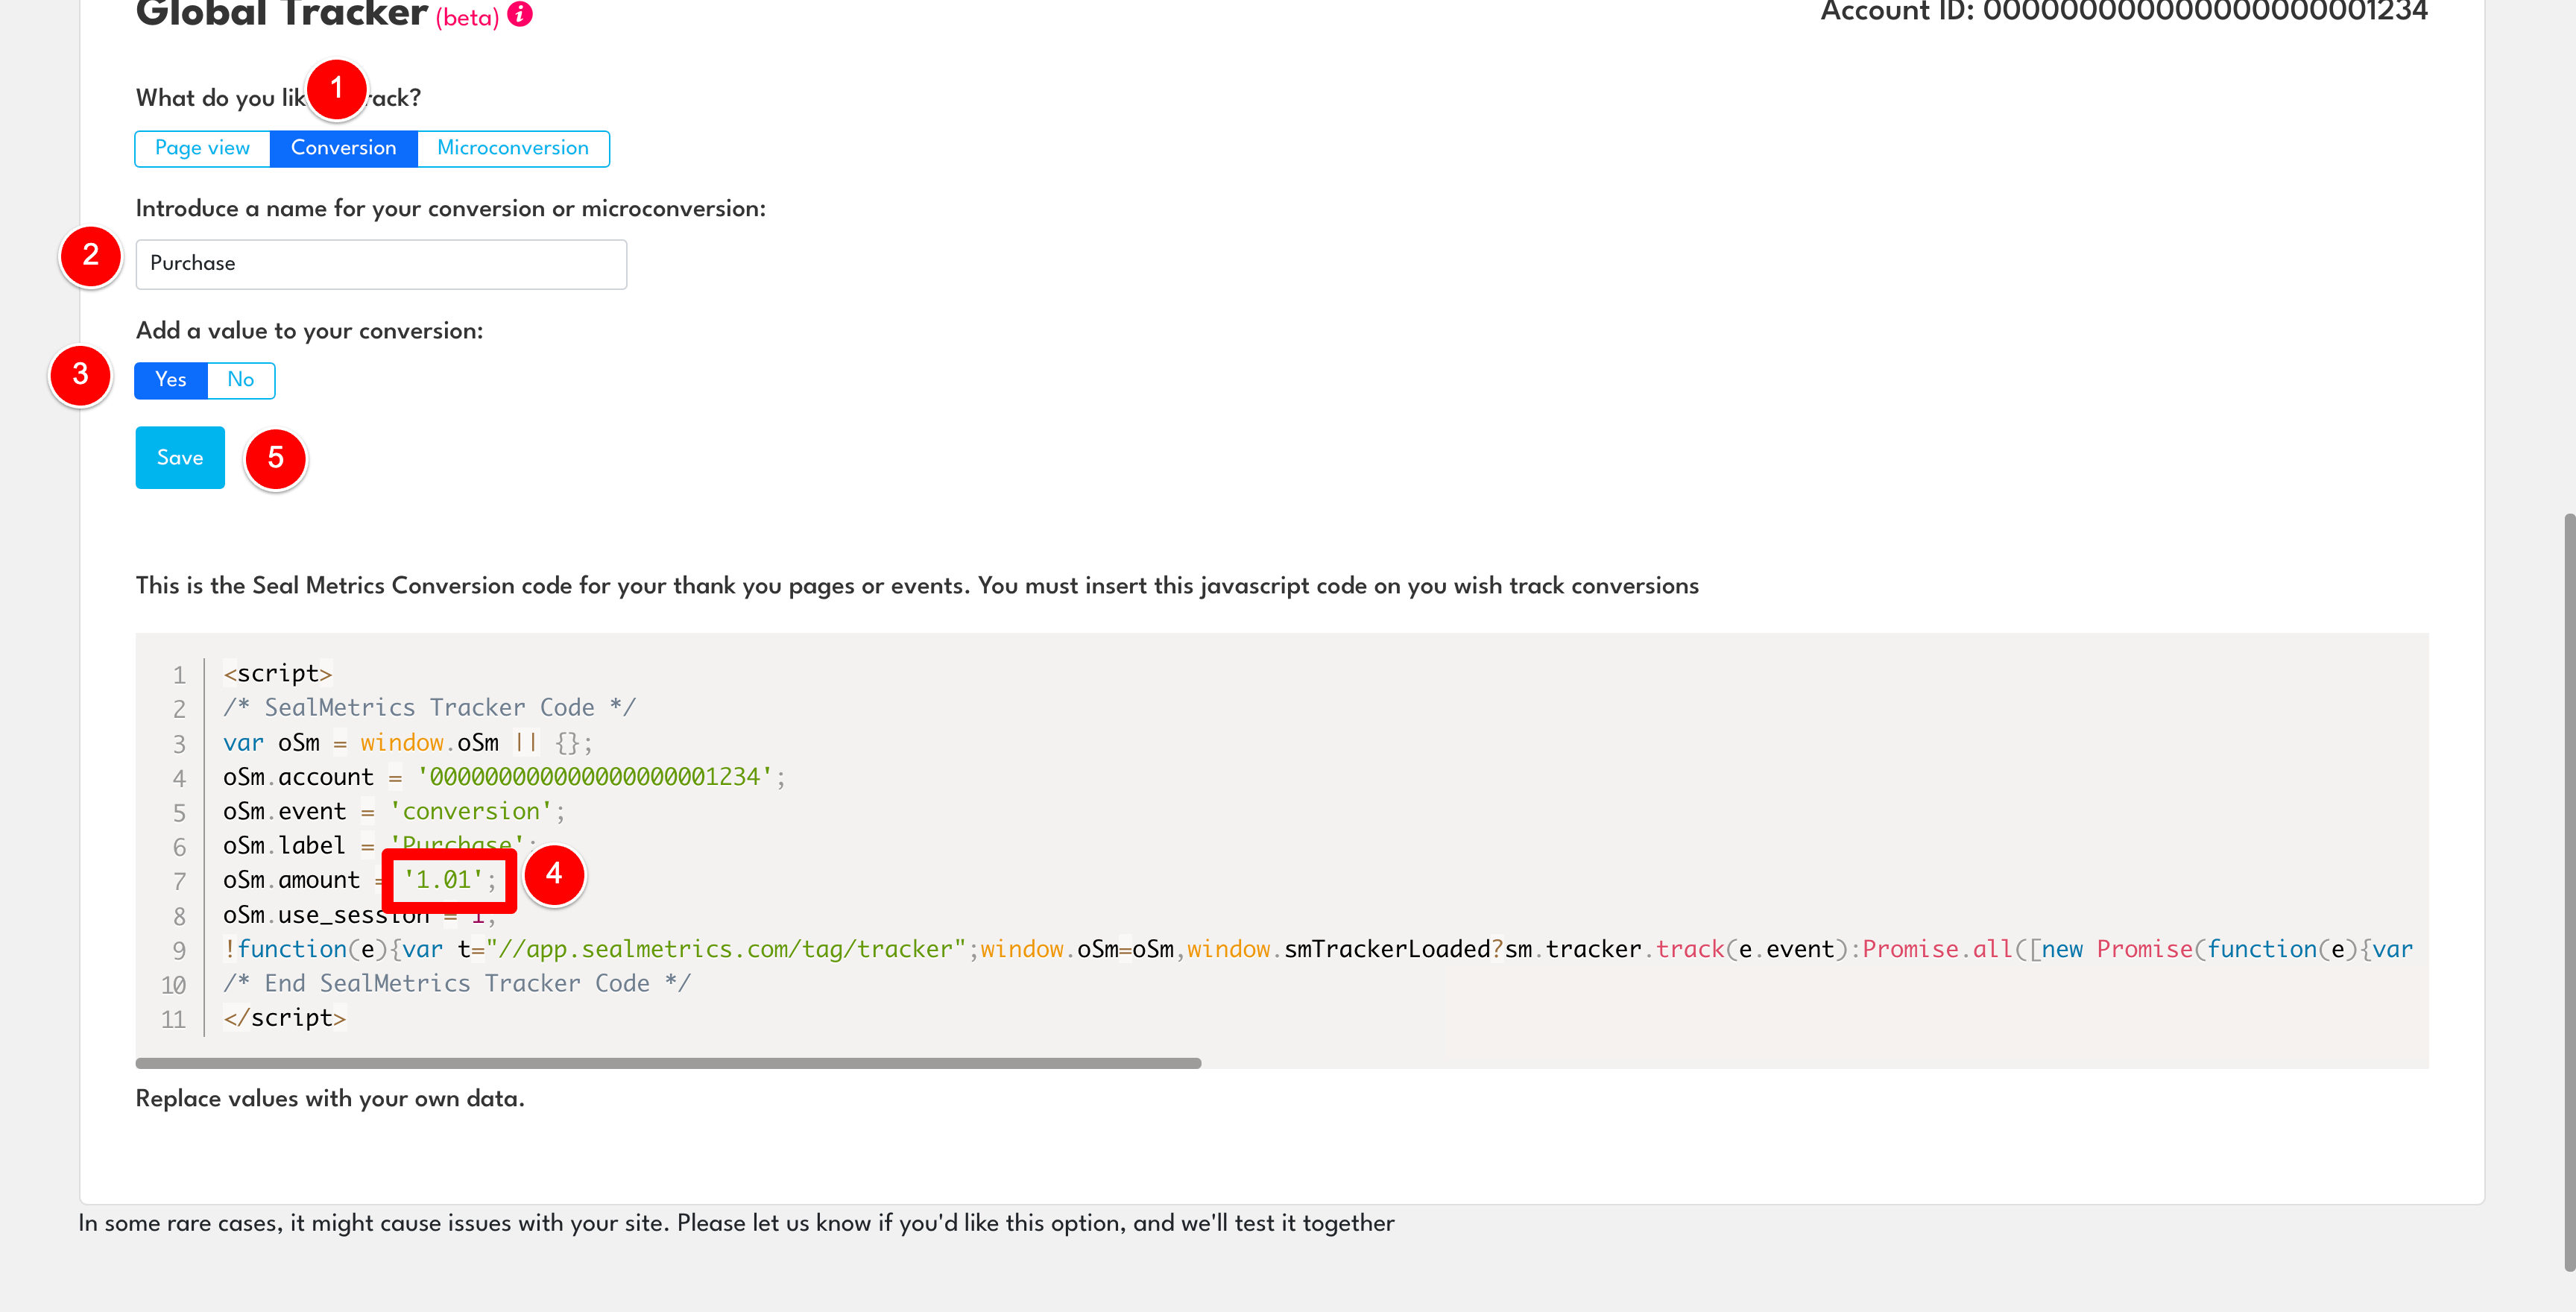 Global Tracker (beta) i
Account ID: 000000000000000000001234
1
What do you lik rack?
Page view Conversion Microconversion
Introduce a name for your conversion or microconversion:
2
Purchase
Add a value to your conversion:
3
Yes No
Save 5
This is the Seal Metrics Conversion code for your thank you pages or events. You must insert this javascript code on you wish track conversions
1 <script>
2 /* SealMetrics Tracker Code */
3 var oSm = window.oSm || {};
4 oSm.account = '000000000000000000001234';
5 oSm.event = 'conversion';
6 oSm.label = 'Purchase';
7 oSm.amount = '1.01'; 4
8 oSm.use_session = 1;
9 !function(e){var t="//app.sealmetrics.com/tag/tracker";window.oSm=oSm,window.smTrackerLoaded?sm.tracker.track(e.event):Promise.all([new Promise(function(e){var
10 /* End SealMetrics Tracker Code */
11 </script>
Replace values with your own data.
In some rare cases, it might cause issues with your site. Please let us know if you'd like this option, and we'll test it together